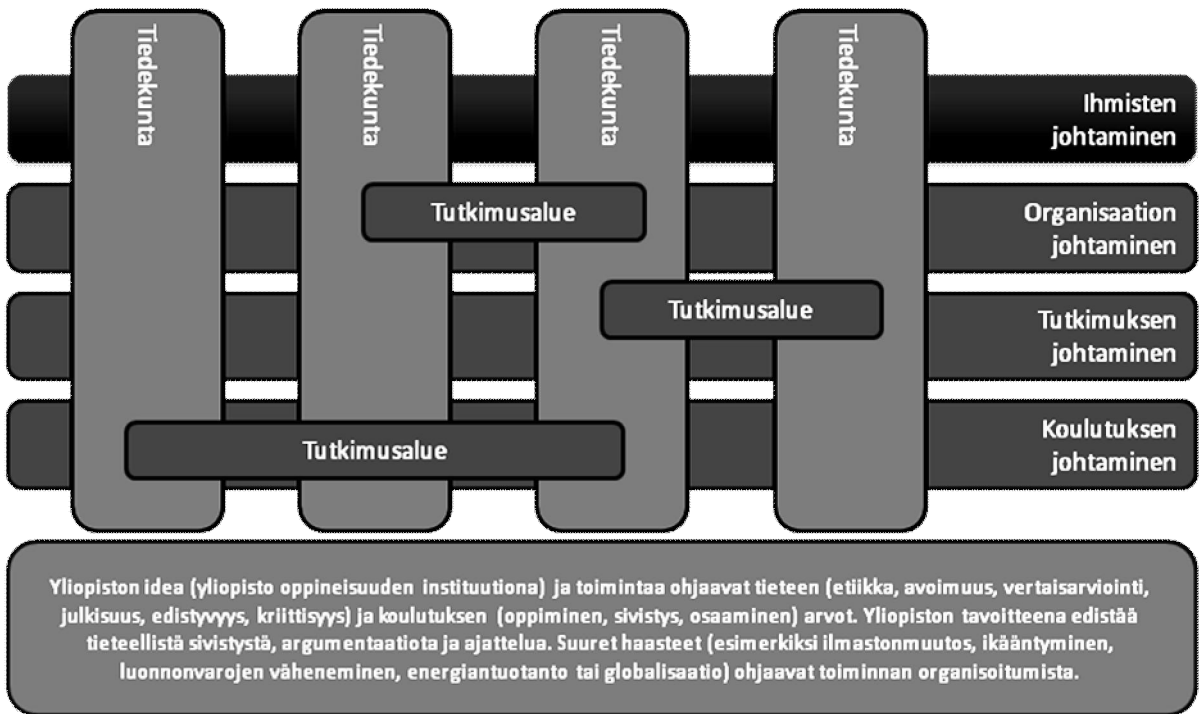 Tiedekunta
Tiedekunta
Tiedekunta
Tiedekunta
Ihmisten
johtaminen
Tutkimusalue
Organisaation
johtaminen
Tutkimusalue
Tutkimuksen
johtaminen
Tutkimusalue
Koulutuksen
johtaminen
Yliopiston idea (yliopisto oppineisuuden instituutiona) ja toimintaa ohjaavat tieteen (etiikka, avoimuus, vertaisarviointi,
julkisuus, edistyvyys, kriittisyys) ja koulutuksen (oppiminen, sivistys, osaaminen) arvot. Yliopiston tavoitteena edistää
tieteellistä sivistystä, argumentaatiota ja ajattelua. Suuret haasteet (esimerkiksi ilmastonmuutos, ikääntyminen,
luonnonvarojen väheneminen, energiantuotanto tai globalisaatio) ohjaavat toiminnan organisoitumista.